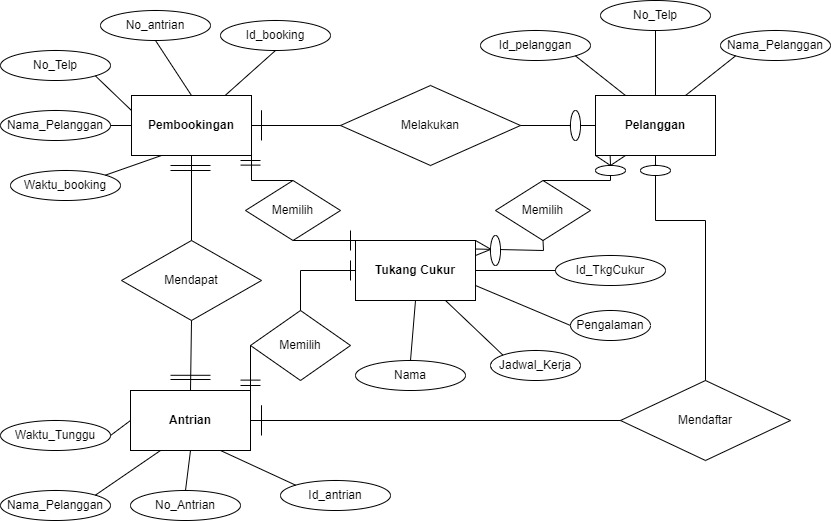 No_antrian
No_Telp
Id_booking
No_Telp
Id_pelanggan
Nama_Pelanggan
Nama_Pelanggan
Pembookingan
Melakukan
Pelanggan
Waktu_booking
Memilih
Memilih
Mendapat
Tukang Cukur
Id_TkgCukur
Pengalaman
Memilih
Jadwal_Kerja
Nama
Antrian
Mendaftar
Waktu_Tunggu
Id_antrian
Nama_Pelanggan
No_Antrian